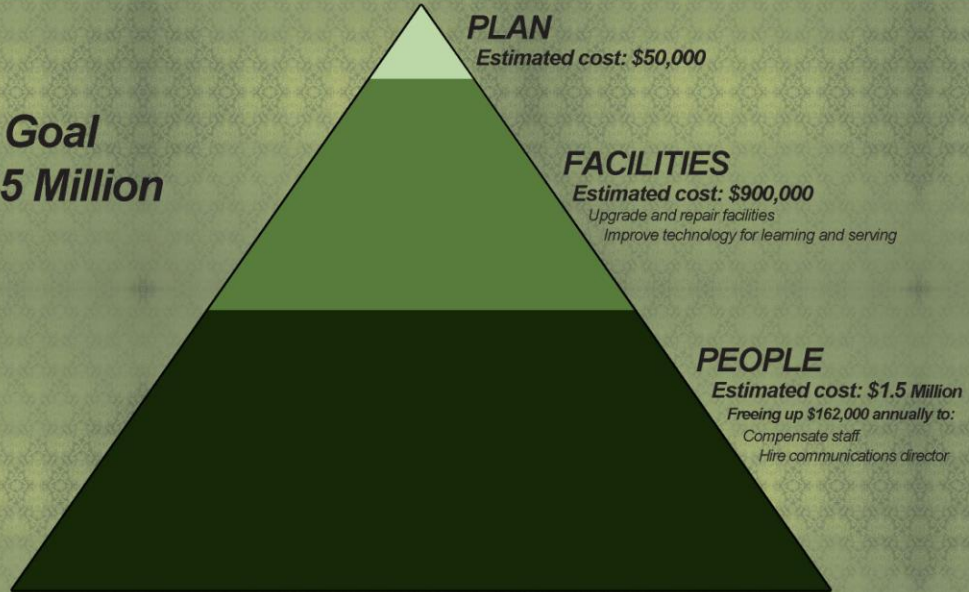 Goal
5 Million
PLAN
Estimated cost: $50,000
FACILITIES
Estimated cost: $900,000
Upgrade and repair facilities
Improve technology for learning and serving
PEOPLE
Estimated cost: $1.5 Million
Freeing up $162,000 annually to:
Compensate staff
Hire communications director